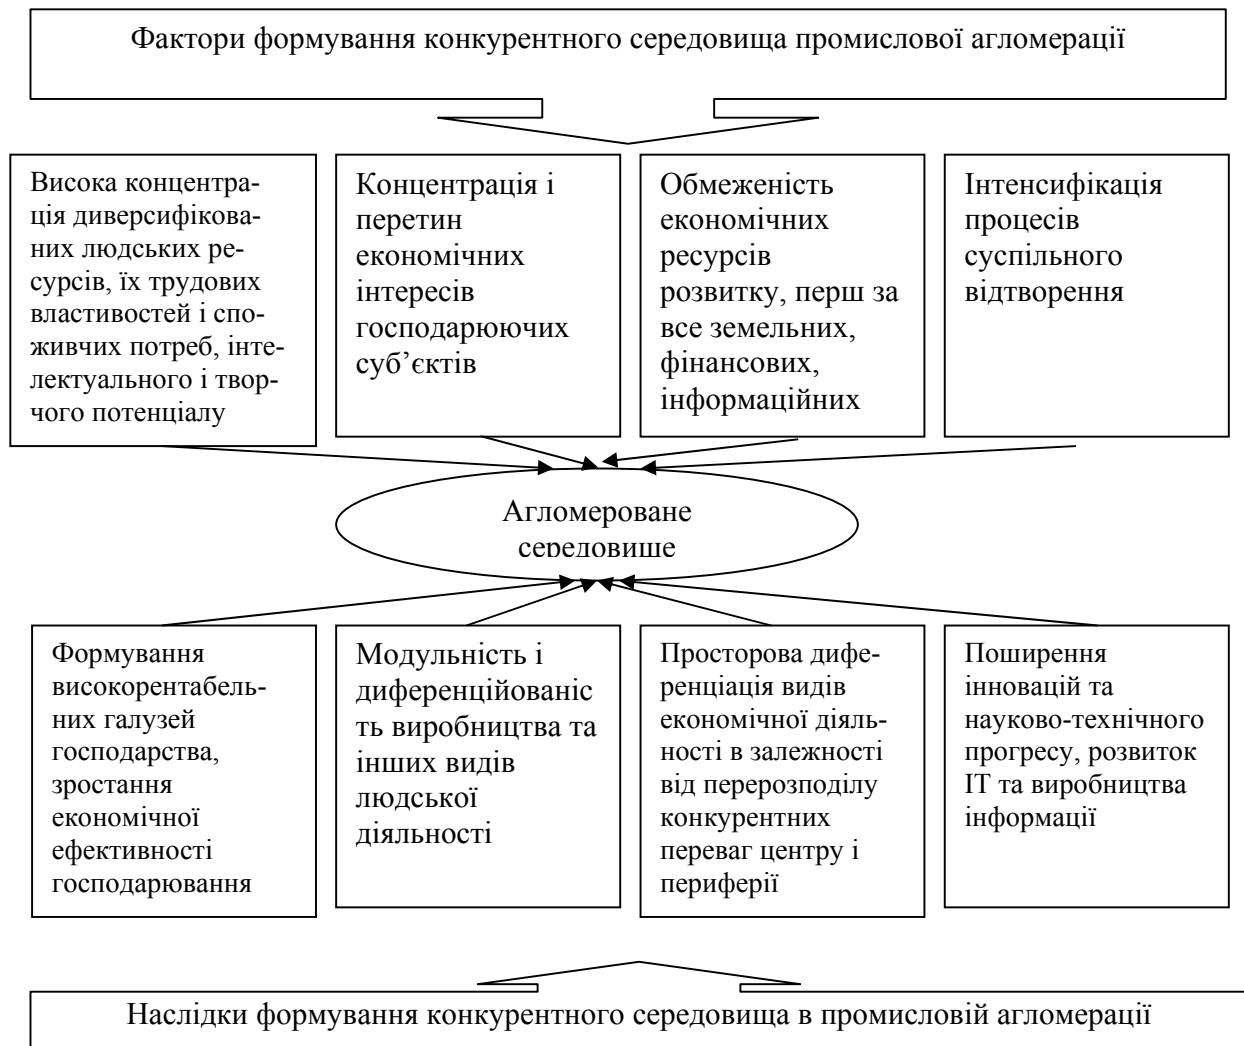 Фактори формування конкурентного середовища промислової агломерації
Висока концентра-
ція диверсифікова-
них людських ре-
сурсів, їх трудових
властивостей і спо-
живчих потреб, інте-
лектуального і твор-
чого потенціалу
Концентрація і
перетин
економічних
інтересів
господарюючих
суб’єктів
Обмеженість
економічних
ресурсів
розвитку, перш за
все земельних,
фінансових,
інформаційних
Інтенсифікація
процесів
суспільного
відтворення
Агломероване
середовище
Формування
високорентабель-
них галузей
господарства,
зростання
економічної
ефективності
господарювання
Модульність і
диференційованіс
ть виробництва та
інших видів
людської
діяльності
Просторова дифе-
ренціація видів
економічної діяль-
ності в залежності
від перерозподілу
конкурентних
переваг центру і
периферії
Поширення
інновацій та
науково-технічного
прогресу, розвиток
ІТ та виробництва
інформації
Наслідки формування конкурентного середовища в промисловій агломерації